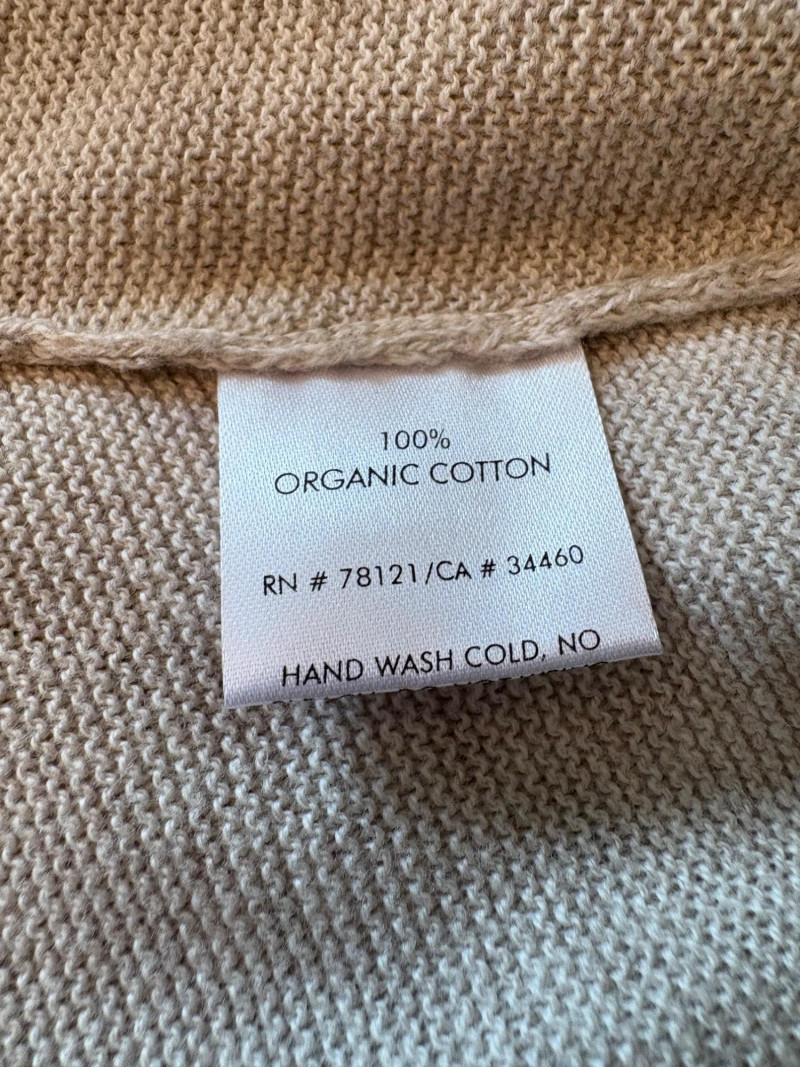 100%
ORGANIC COTTON
RN # 78121/CA # 34460
HAND WASH COLD, NO